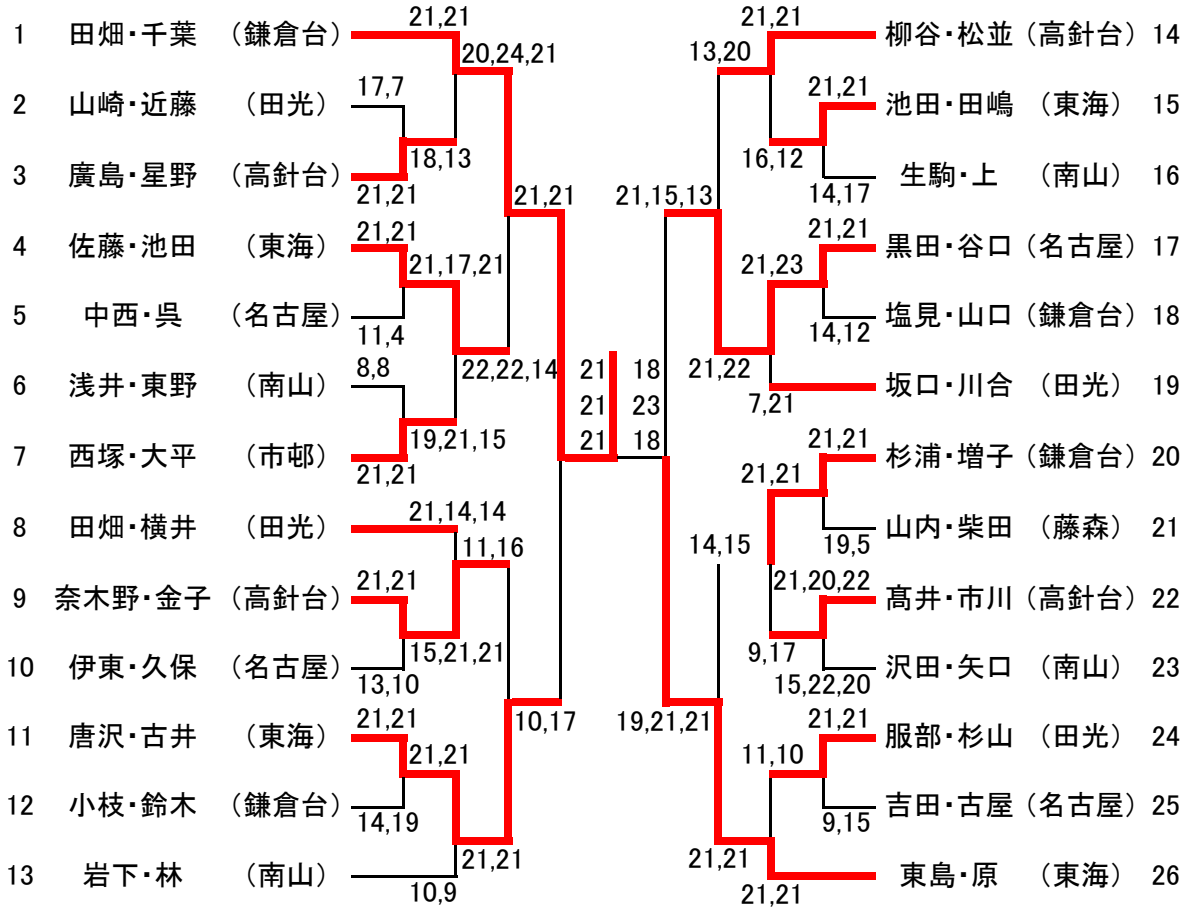 21,21
1 田畑・千葉 (鎌倉台)
20,24,21
17,7
2 山崎・近藤 (田光)
18,13
3 廣島・星野 (高針台)
21,21
21,21
21,21
4 佐藤・池田 (東海)
21,17,21
5 中西・呉 (名古屋)
11,4
8,8
22,22,14
6 浅井・東野 (南山)
19,21,15
7 西塚・大平 (市邨)
21,21
21,14,14
8 田畑・横井 (田光)
11,16
21,21
9 奈木野・金子 (高針台)
15,21,21
10 伊東・久保 (名古屋)
13,10
21,21
10,17
11 唐沢・古井 (東海)
21,21
12 小枝・鈴木 (鎌倉台)
14,19
21,21
13 岩下・林 (南山)
10,9
21 18
21 23
21 18
21,21
柳谷・松並 (高針台) 14
13,20
21,21
池田・田嶋 (東海) 15
16,12
生駒・上 (南山) 16
14,17
21,15,13
21,21
黒田・谷口 (名古屋) 17
21,23
塩見・山口 (鎌倉台) 18
14,12
21,22
坂口・川合 (田光) 19
7,21
21,21
杉浦・増子 (鎌倉台) 20
21,21
山内・柴田 (藤森) 21
19,5
14,15
21,20,22
髙井・市川 (高針台) 22
9,17
沢田・矢口 (南山) 23
15,22,20
19,21,21
21,21
服部・杉山 (田光) 24
11,10
吉田・古屋 (名古屋) 25
9,15
21,21
東島・原 (東海) 26
21,21